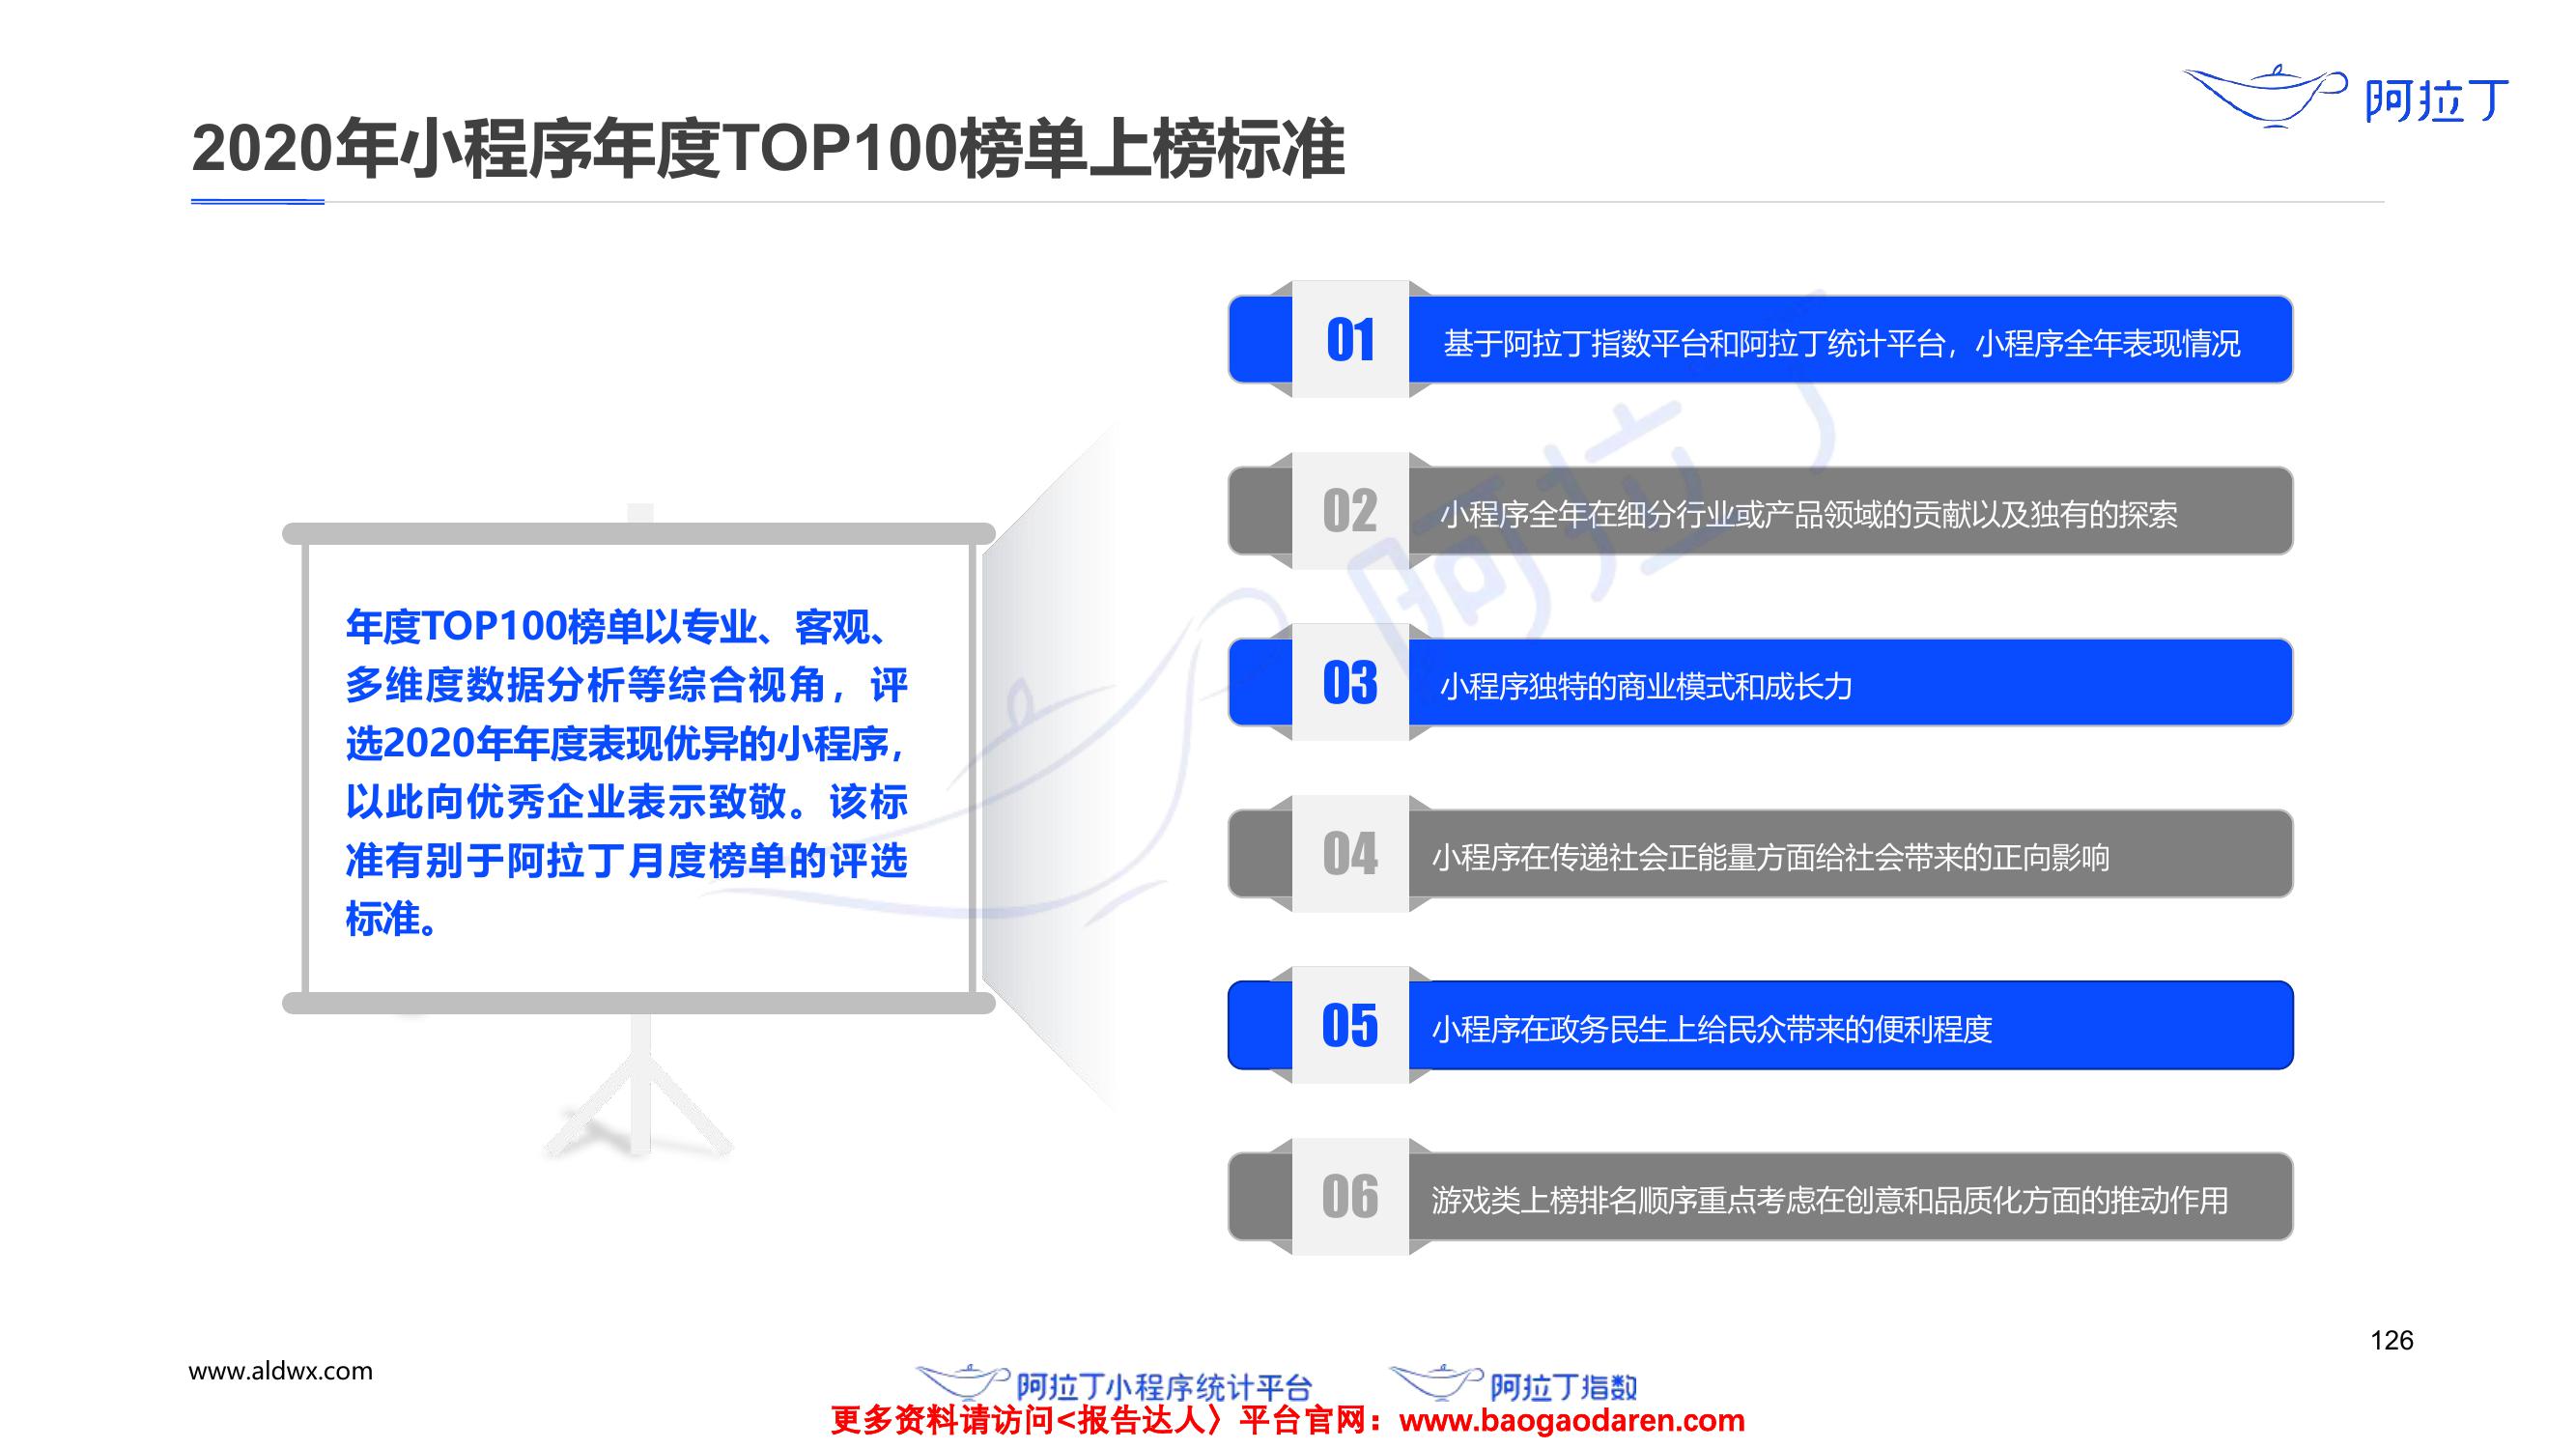 阿拉丁
2020年小程序年度TOP100榜单上榜标准
年度TOP100榜单以专业、客观、
多维度数据分析等综合视角，评
选2020年年度表现优异的小程序，
以此向优秀企业表示致敬。该标
准有别于阿拉丁月度榜单的评选
标准。
01
基于阿拉丁指数平台和阿拉丁统计平台，小程序全年表现情况
02
小程序全年在细分行业或产品领域的贡献以及独有的探索
03
小程序独特的商业模式和成长力
04
小程序在传递社会正能量方面给社会带来的正向影响
05
小程序在政务民生上给民众带来的便利程度
06
游戏类上榜排名顺序重点考虑在创意和品质化方面的推动作用
阿拉丁
126
www.aldwx.com
阿拉丁小程序统计平台
阿拉丁指数
更多资料请访问<报告达人〉平台官网：www.baogaodaren.com